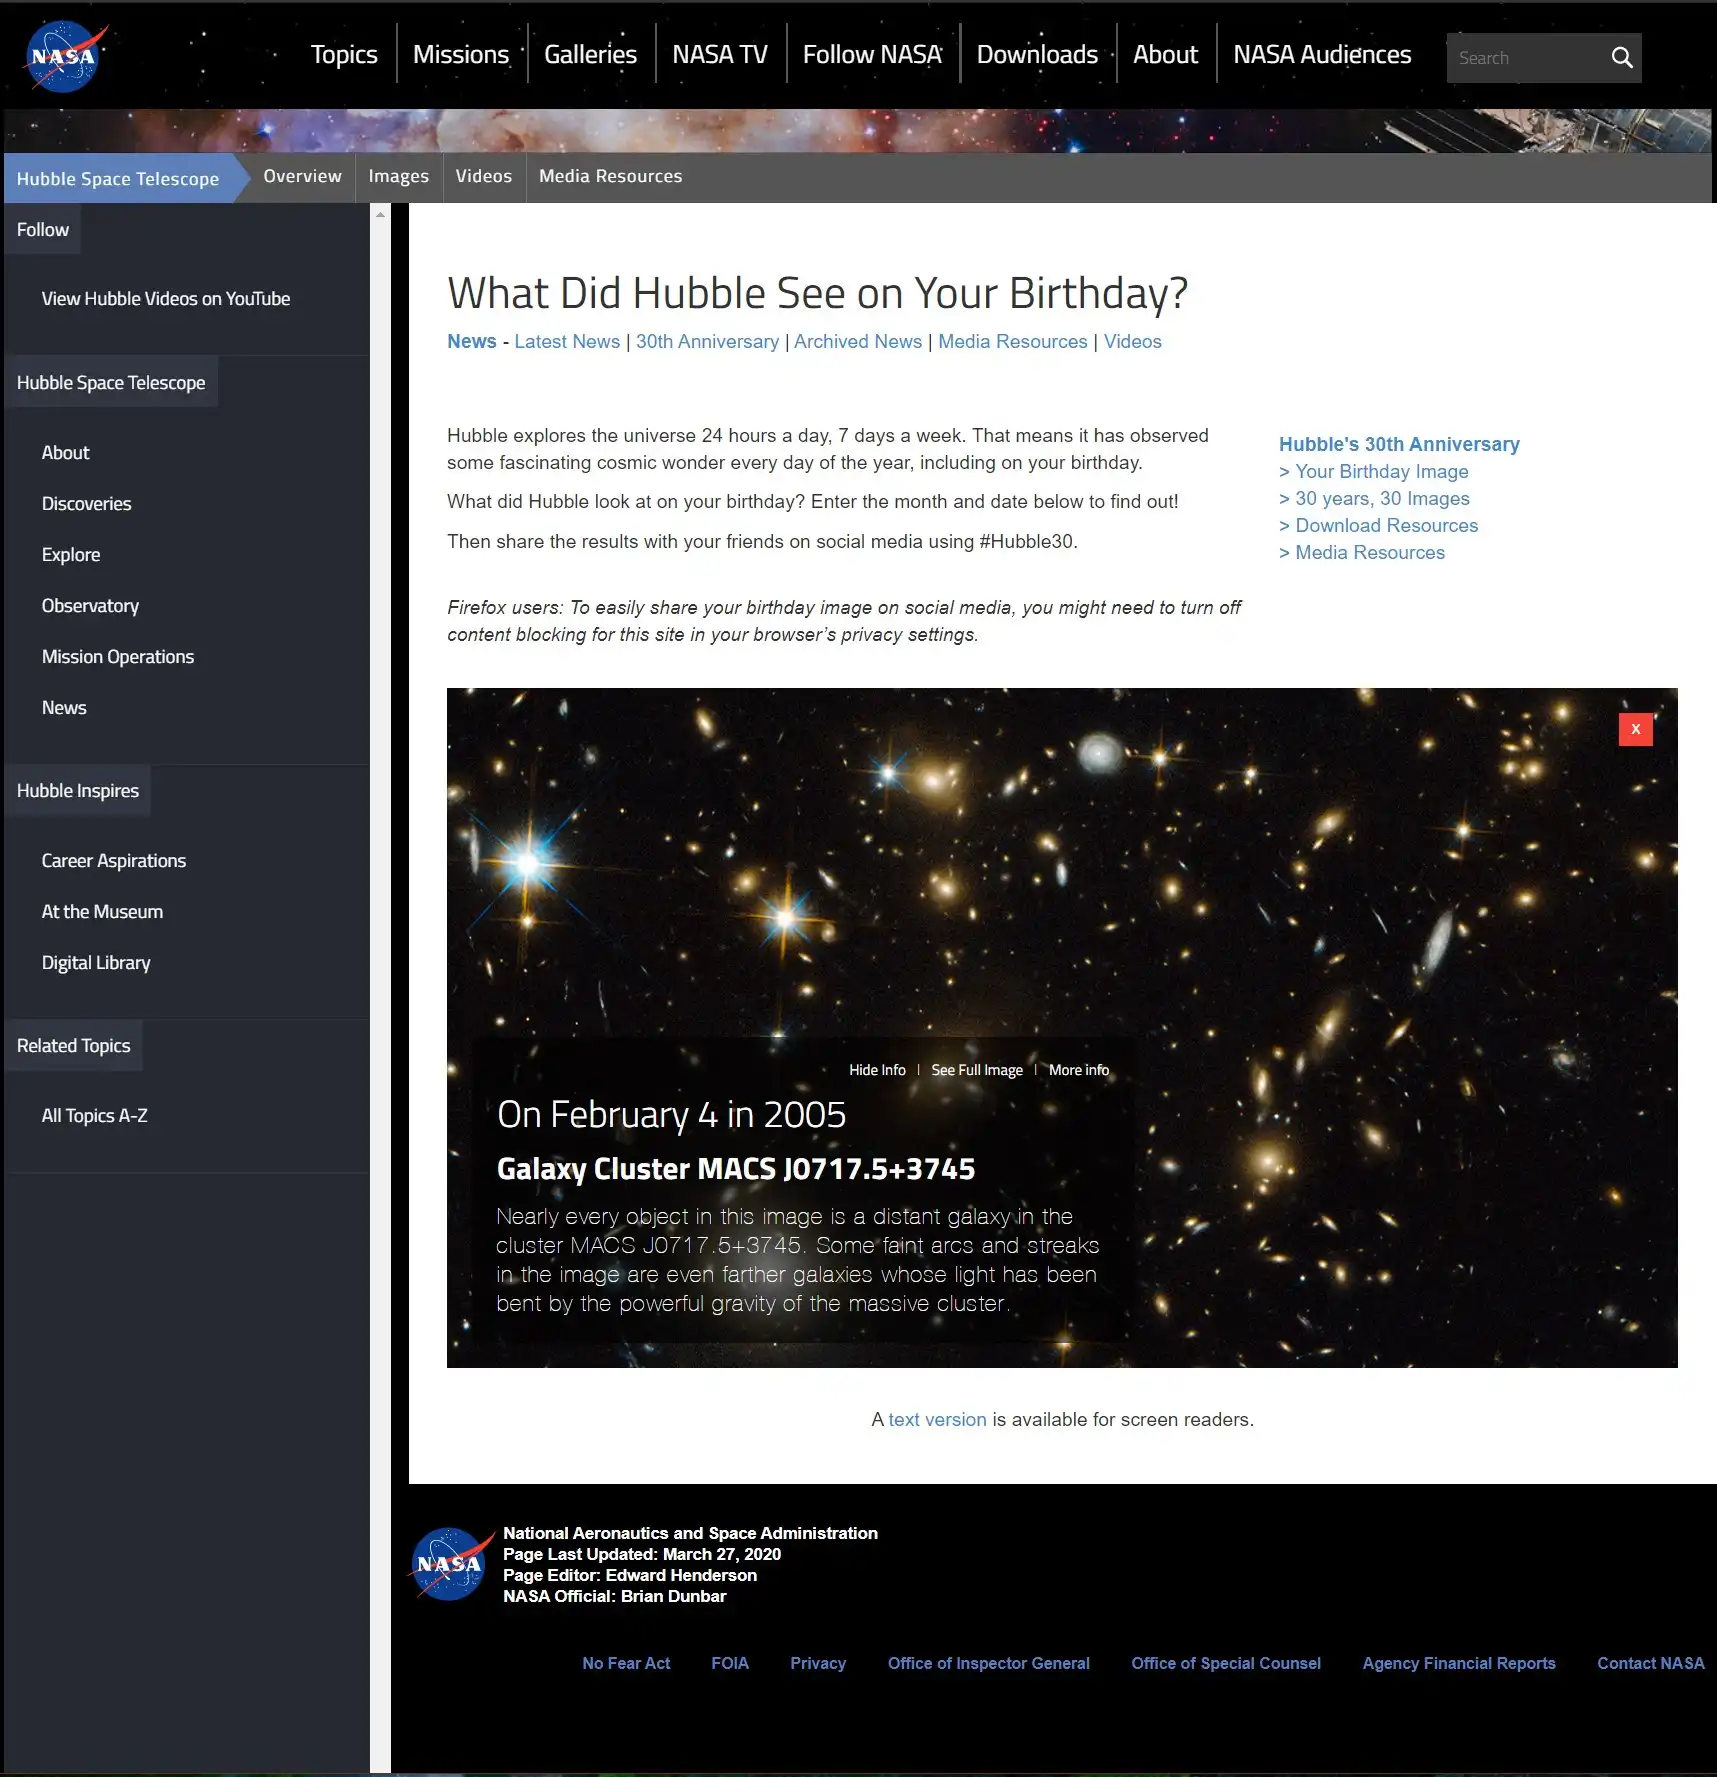 NASA
Topics
Missions
Galleries
NASA TV
Follow NASA
Downloads
About
NASA Audiences
Search
Hubble Space Telescope
Overview
Images
Videos
Media Resources
Follow
View Hubble Videos on YouTube
Hubble Space Telescope
About
Discoveries
Explore
Observatory
Mission Operations
News
Hubble Inspires
Career Aspirations
At the Museum
Digital Library
Related Topics
All Topics A-Z
What Did Hubble See on Your Birthday?
News - Latest News | 30th Anniversary | Archived News | Media Resources | Videos
Hubble explores the universe 24 hours a day, 7 days a week. That means it has observed
some fascinating cosmic wonder every day of the year, including on your birthday.
What did Hubble look at on your birthday? Enter the month and date below to find out!
Then share the results with your friends on social media using #Hubble30.
Firefox users: To easily share your birthday image on social media, you might need to turn off
content blocking for this site in your browser’s privacy settings.
Hubble's 30th Anniversary
> Your Birthday Image
> 30 years, 30 Images
> Download Resources
> Media Resources
X
Hide Info | See Full Image | More info
On February 4 in 2005
Galaxy Cluster MACS J0717.5+3745
Nearly every object in this image is a distant galaxy in the
cluster MACS J0717.5+3745. Some faint arcs and streaks
in the image are even farther galaxies whose light has been
bent by the powerful gravity of the massive cluster.
A text version is available for screen readers.
NASA
National Aeronautics and Space Administration
Page Last Updated: March 27, 2020
Page Editor: Edward Henderson
NASA Official: Brian Dunbar
No Fear Act
FOIA
Privacy
Office of Inspector General
Office of Special Counsel
Agency Financial Reports
Contact NASA